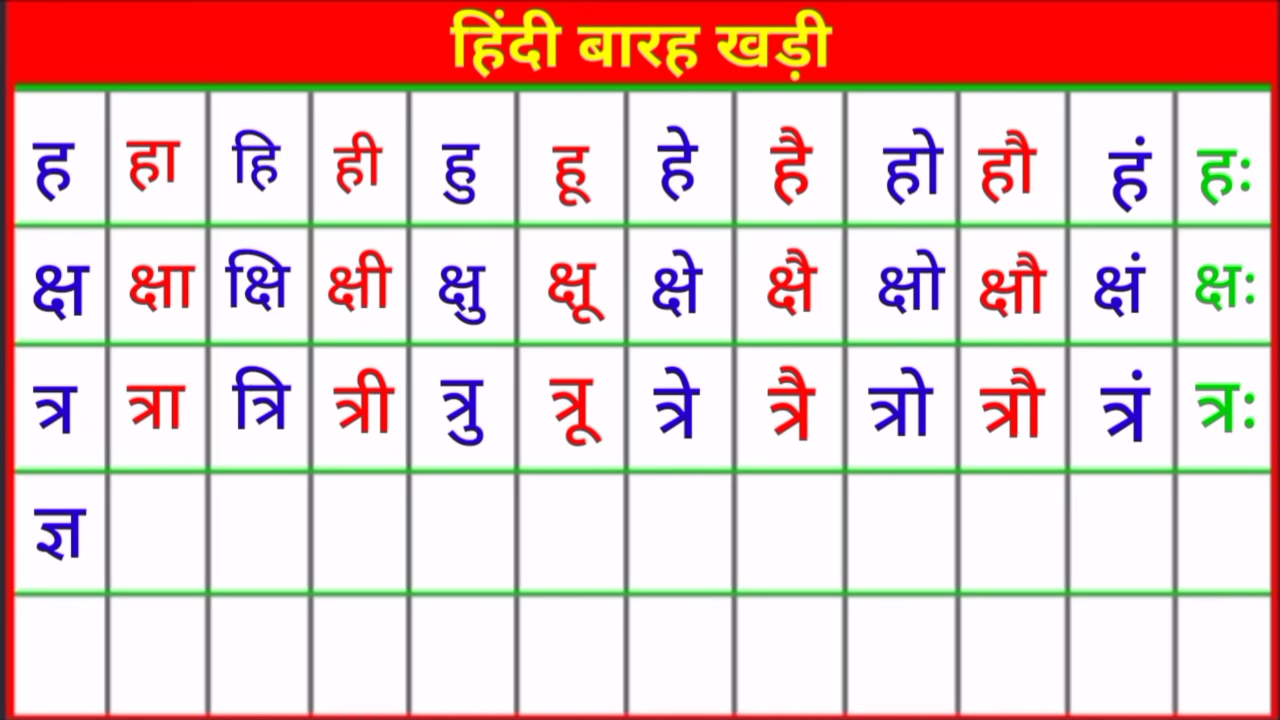 हिंदी बारह खड़ी
ह हा हि ही हु हू हे है हो हौ हं हः
क्ष क्षा क्षि क्षी क्षु क्षू क्षे क्षै क्षो क्षौ क्षं क्षः
त्र त्रा त्रि त्री त्रु त्रू त्रे त्रै त्रो त्रौ त्रं त्रः
ज्ञ